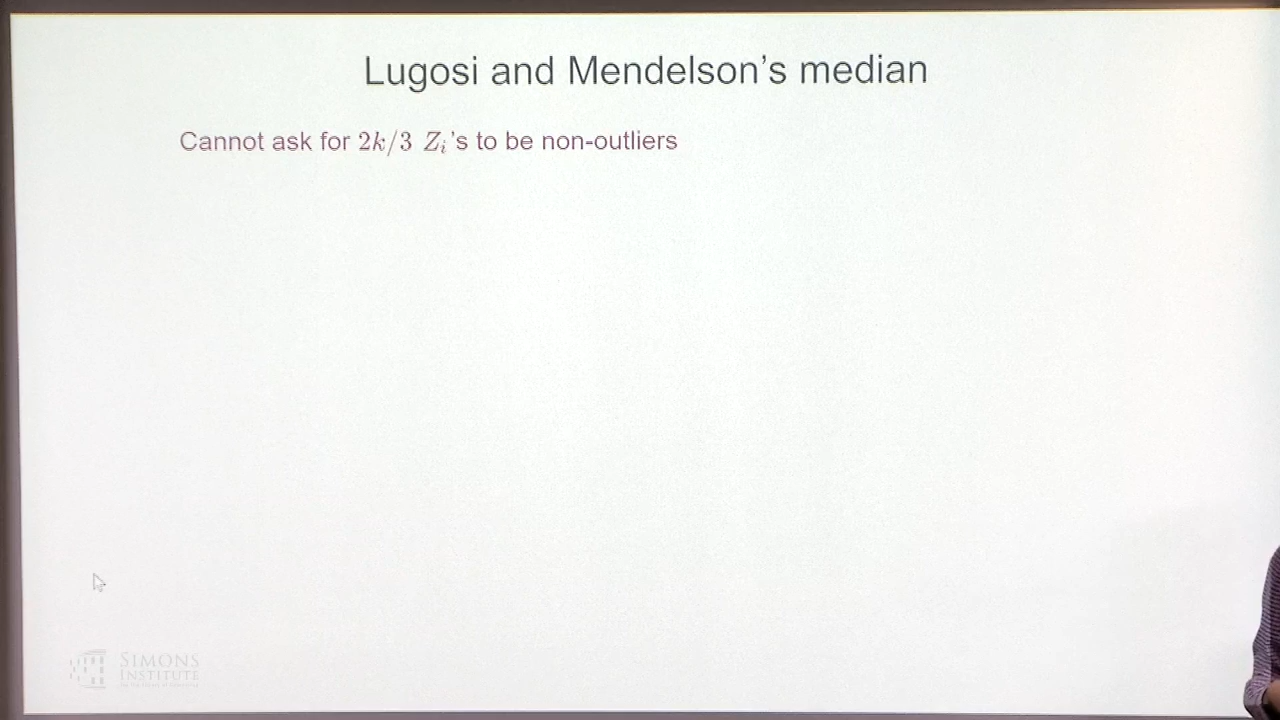 Lugosi and Mendelson's median
Cannot ask for 2k/3 Z_i's to be non-outliers
SIMONS
INSTITUTE